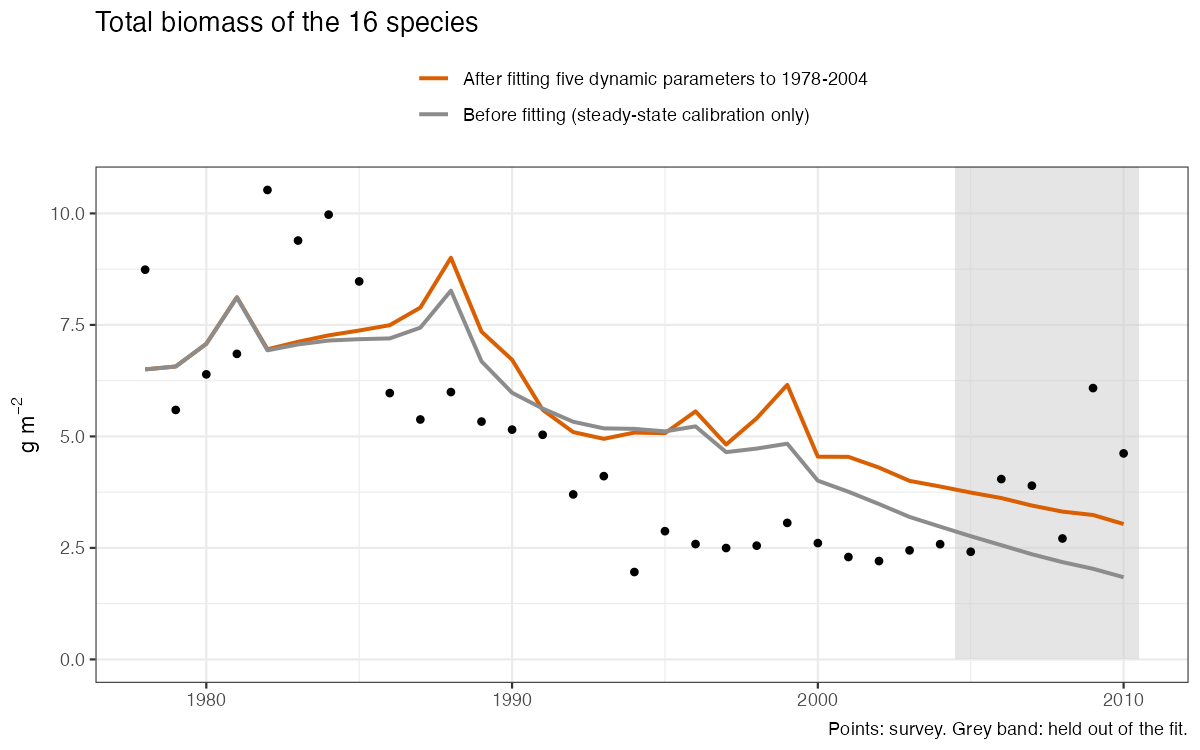 Total biomass of the 16 species
After fitting five dynamic parameters to 1978-2004
Before fitting (steady-state calibration only)
10.0
7.5
5.0
2.5
0.0
g m⁻²
1980 1990 2000 2010
Points: survey. Grey band: held out of the fit.